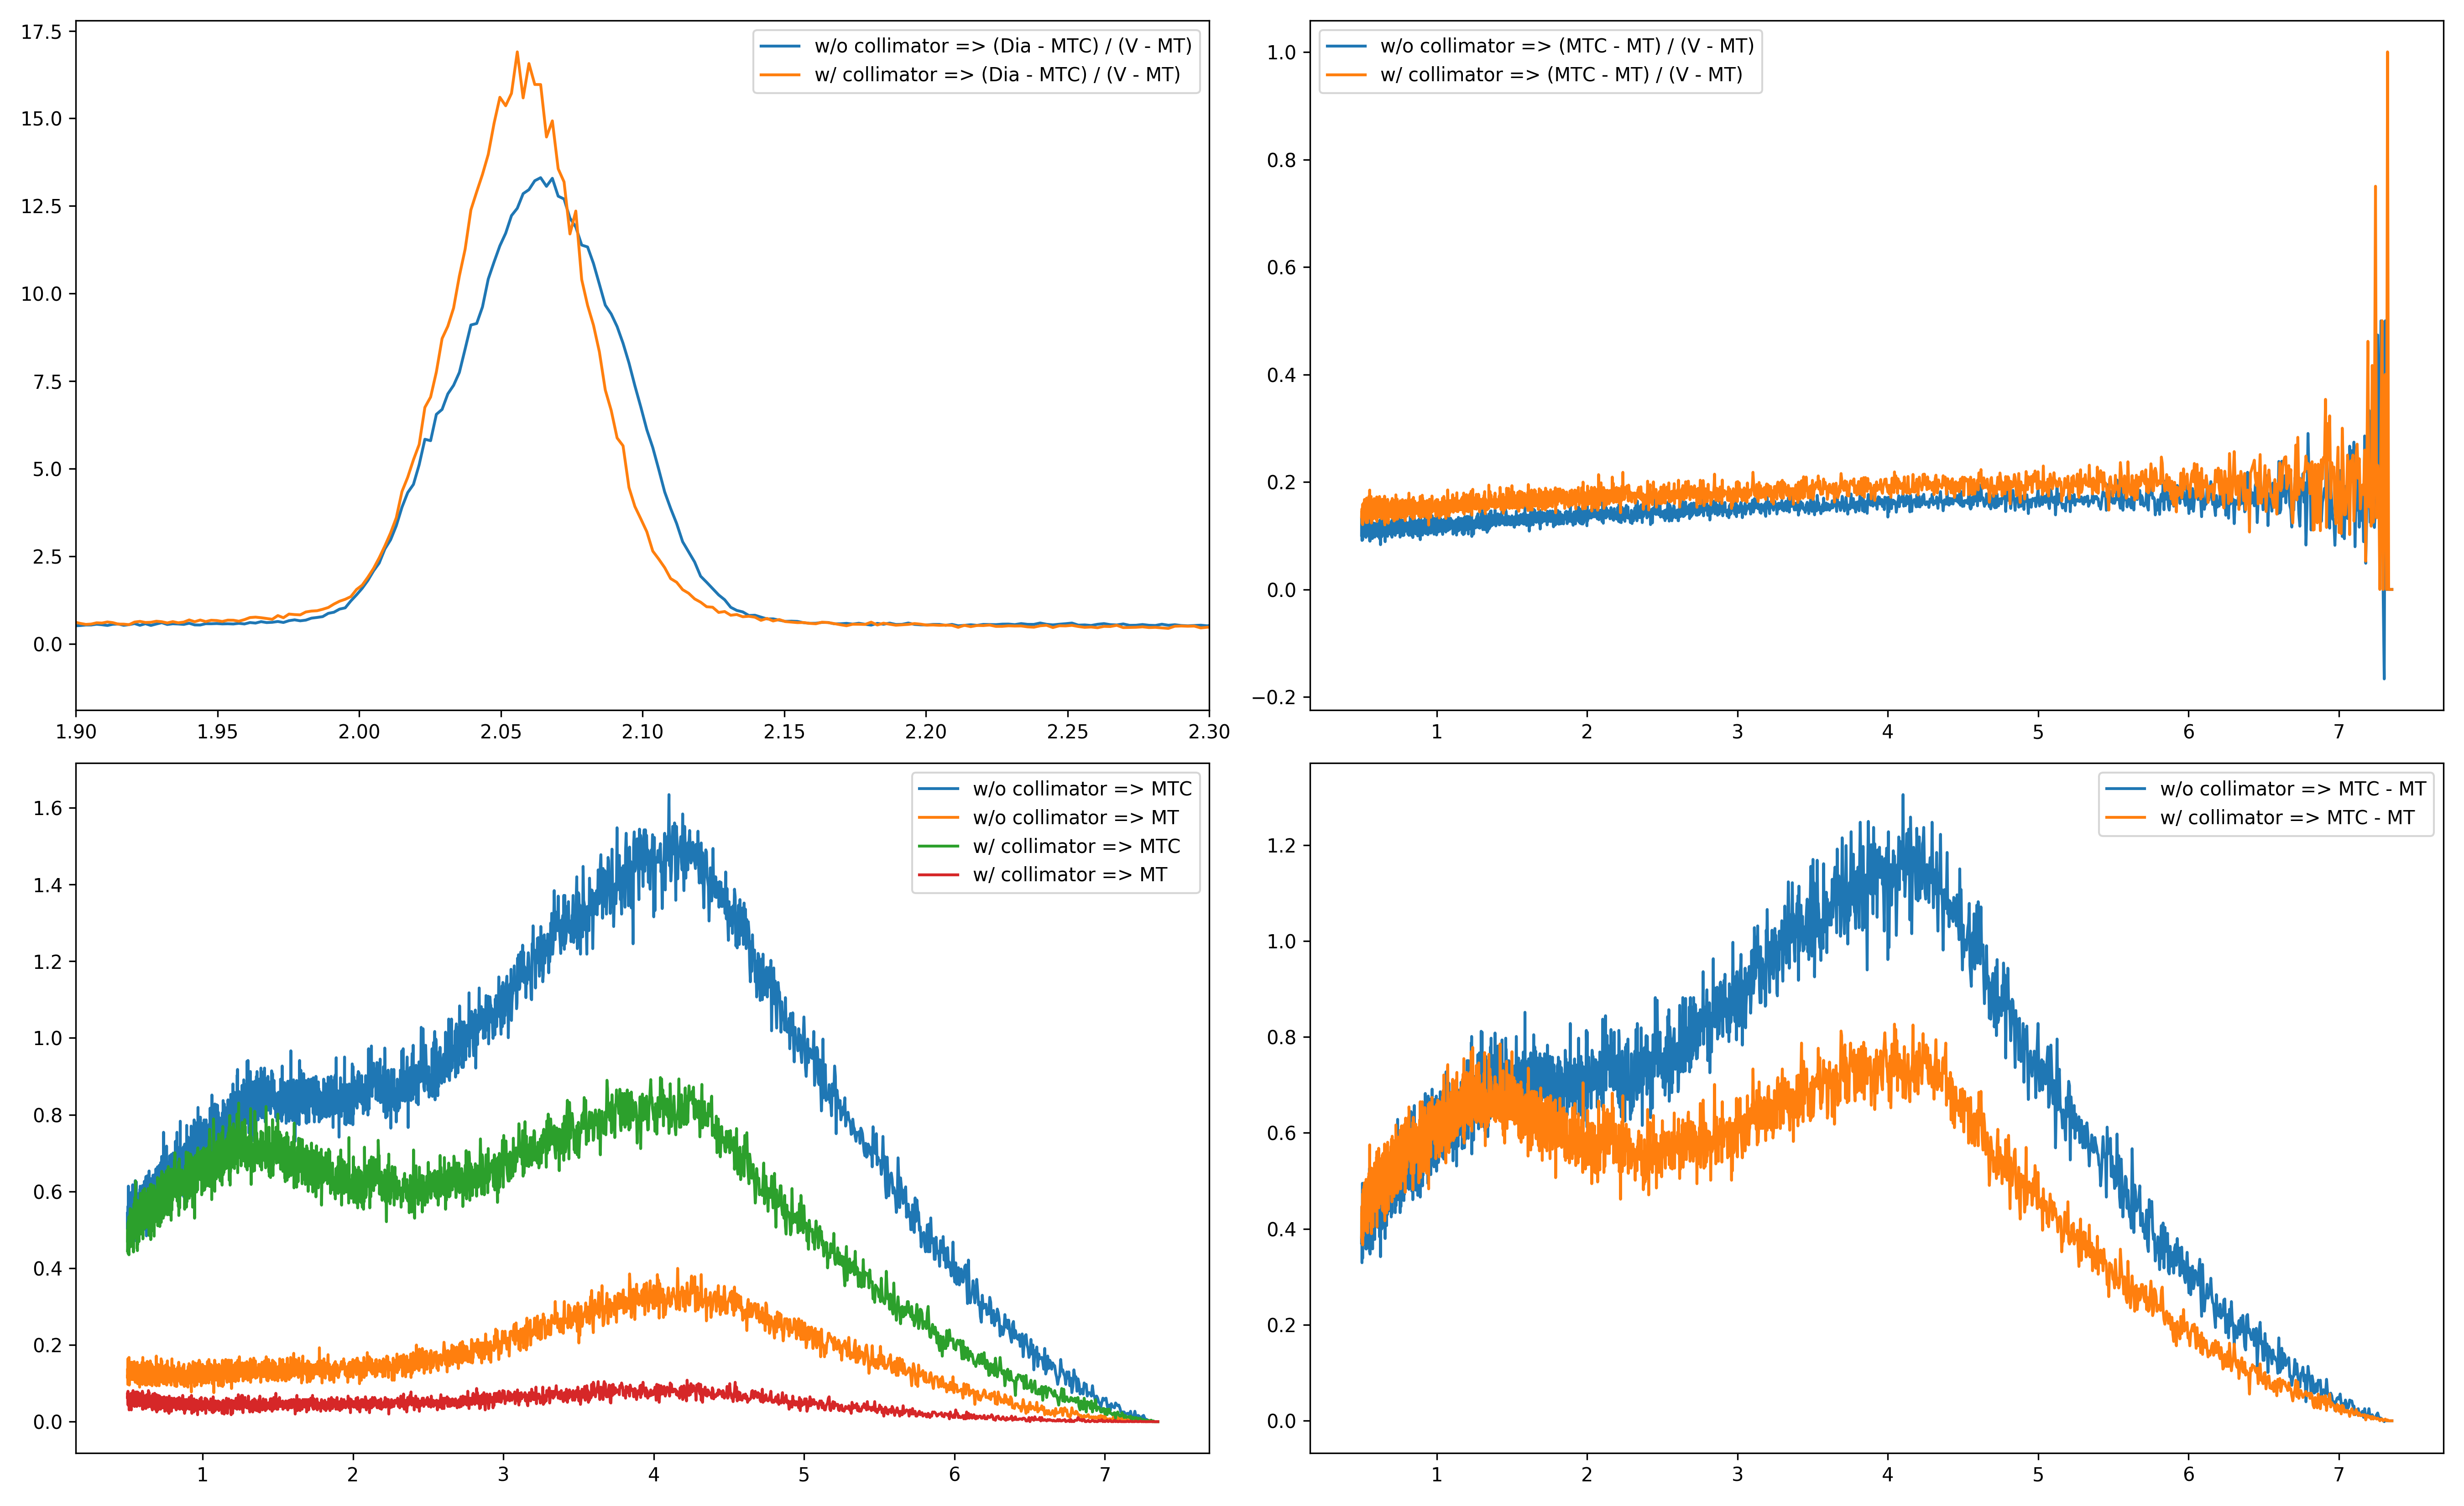 17.5
15.0
12.5
10.0
7.5
5.0
2.5
0.0
w/o collimator => (Dia - MTC) / (V - MT)
w/ collimator => (Dia - MTC) / (V - MT)
1.90 1.95 2.00 2.05 2.10 2.15 2.20 2.25 2.30
1.0
0.8
0.6
0.4
0.2
0.0
−0.2
w/o collimator => (MTC - MT) / (V - MT)
w/ collimator => (MTC - MT) / (V - MT)
1 2 3 4 5 6 7
1.6
1.4
1.2
1.0
0.8
0.6
0.4
0.2
0.0
w/o collimator => MTC
w/o collimator => MT
w/ collimator => MTC
w/ collimator => MT
1 2 3 4 5 6 7
1.2
1.0
0.8
0.6
0.4
0.2
0.0
w/o collimator => MTC - MT
w/ collimator => MTC - MT
1 2 3 4 5 6 7